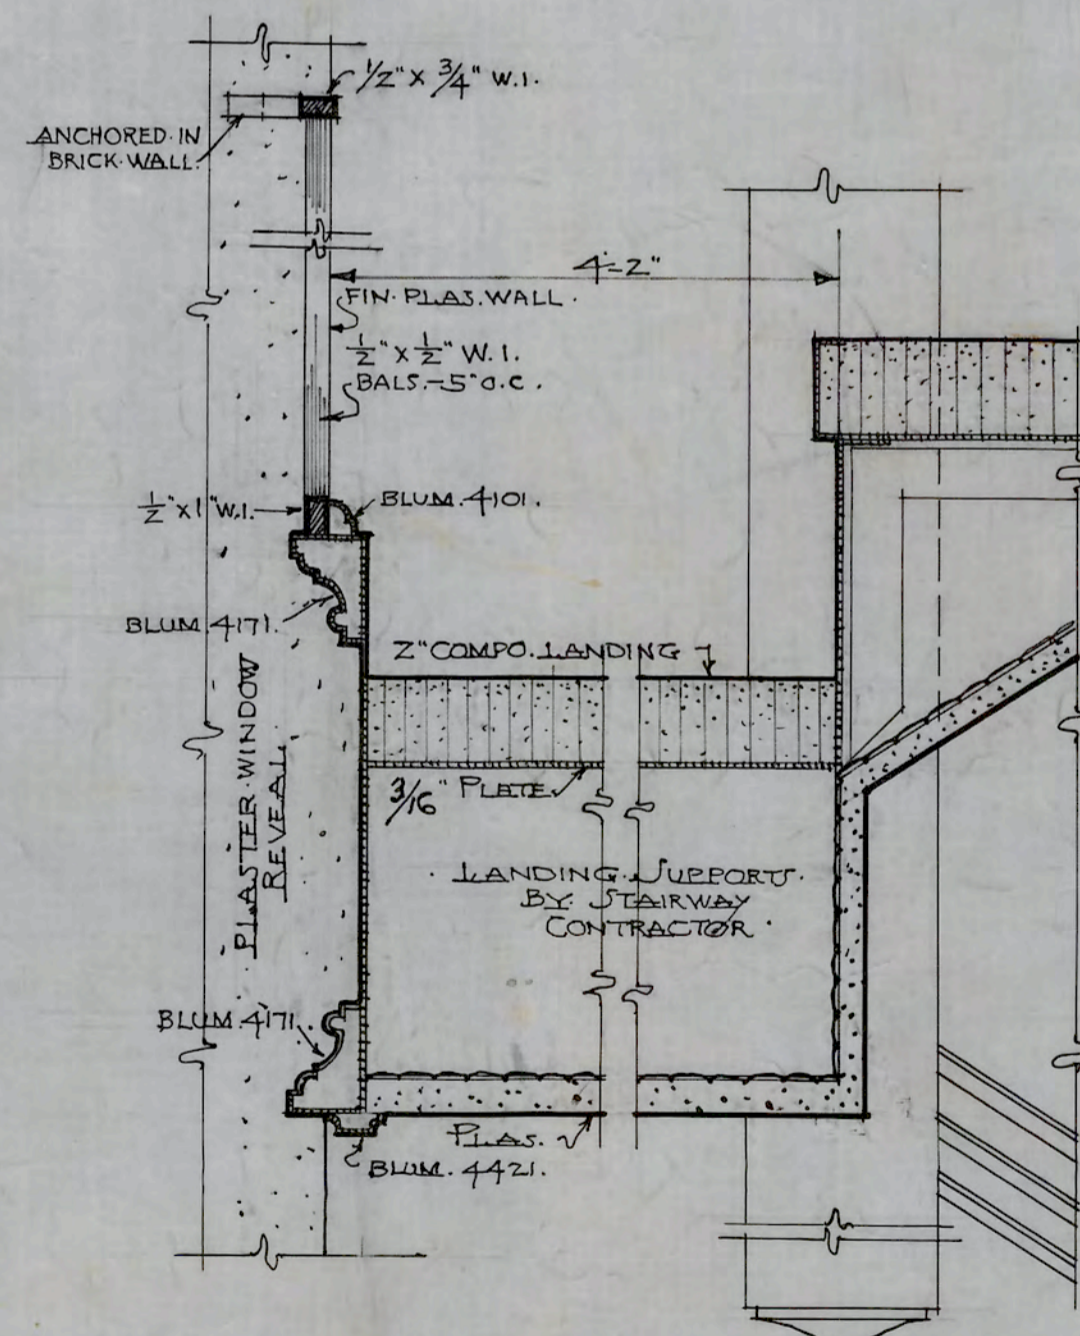 1/2" X 3/4" W.I.
ANCHORED IN
BRICK WALL.
4'-2"
FIN. PLAS. WALL.
1/2" X 1/2" W.I.
BALS.-5" O.C.
1/2" X 1" W.I.
BLUM. 4101.
BLUM. 4171.
2" COMPO. LANDING
3/16" PLATE
PLASTER WINDOW
REVEAL
LANDING SUPPORTS.
BY STAIRWAY
CONTRACTOR.
BLUM. 4171
PLAS.
BLUM. 4421.